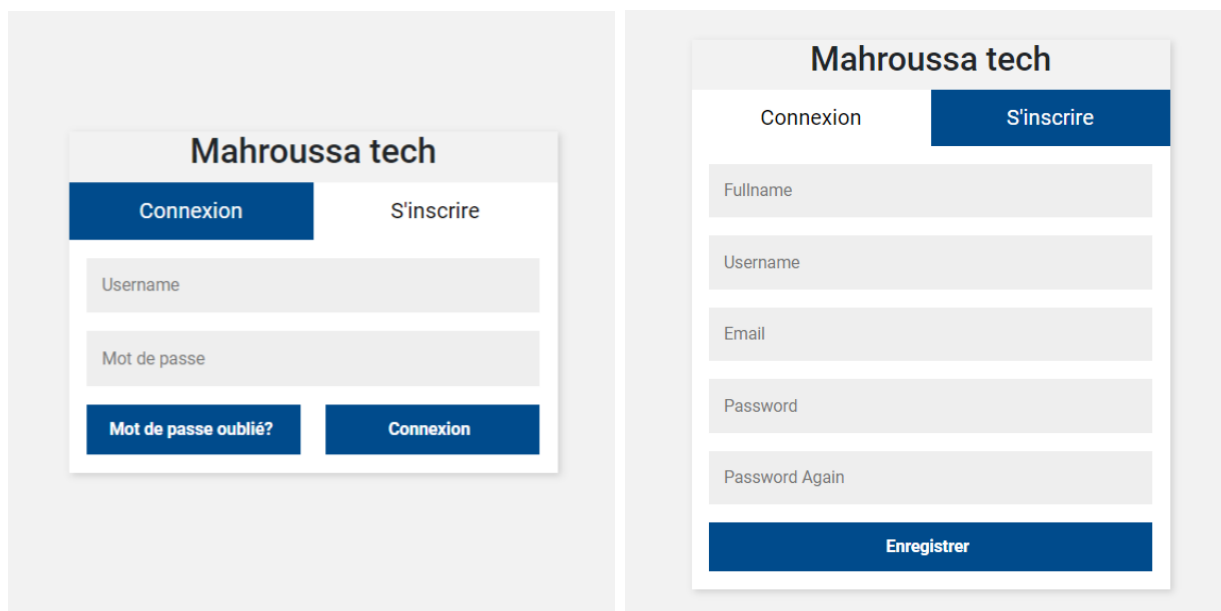 Mahroussa tech
Connexion S'inscrire
Username
Mot de passe
Mot de passe oublié? Connexion
Mahroussa tech
Connexion S'inscrire
Fullname
Username
Email
Password
Password Again
Enregistrer